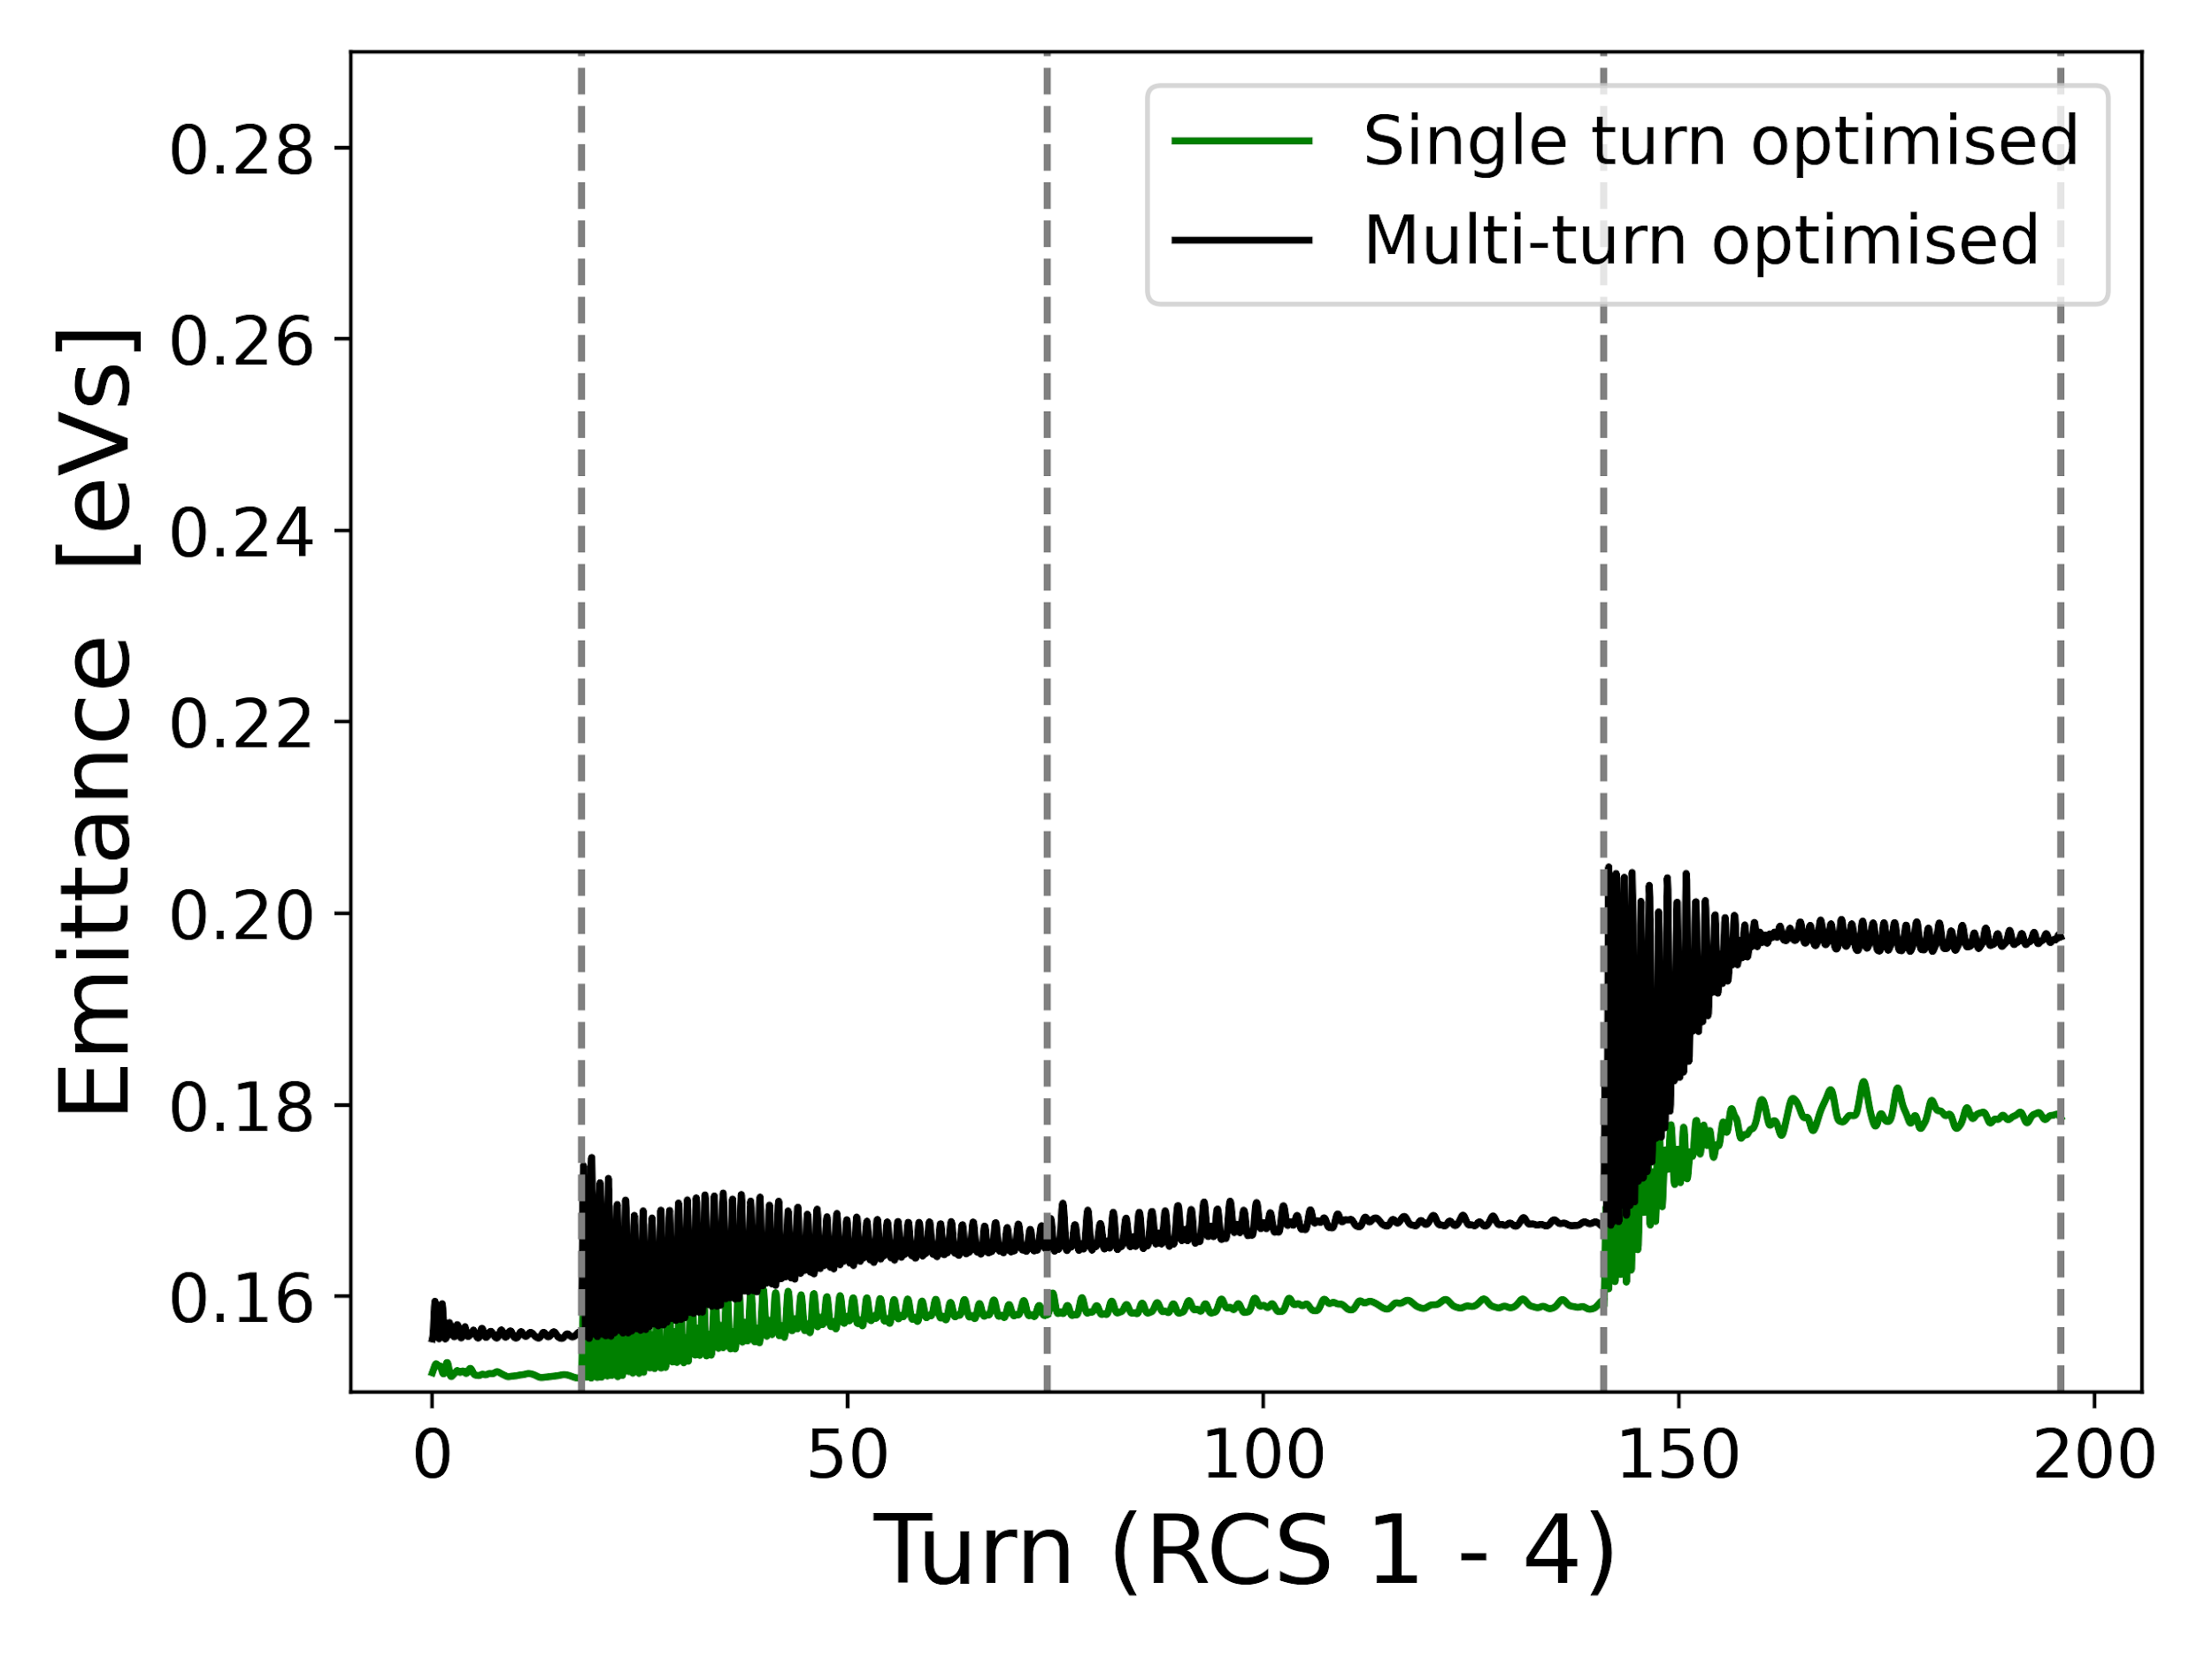 Single turn optimised
Multi-turn optimised
Emittance [eVs]
0.28
0.26
0.24
0.22
0.20
0.18
0.16
0 50 100 150 200
Turn (RCS 1 - 4)